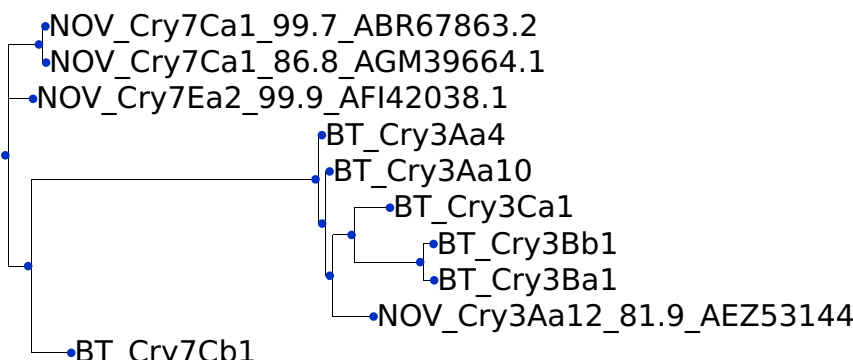 NOV_Cry7Ca1_99.7_ABR67863.2
NOV_Cry7Ca1_86.8_AGM39664.1
NOV_Cry7Ea2_99.9_AFI42038.1
BT_Cry3Aa4
BT_Cry3Aa10
BT_Cry3Ca1
BT_Cry3Bb1
BT_Cry3Ba1
NOV_Cry3Aa12_81.9_AEZ53144
BT_Cry7Cb1